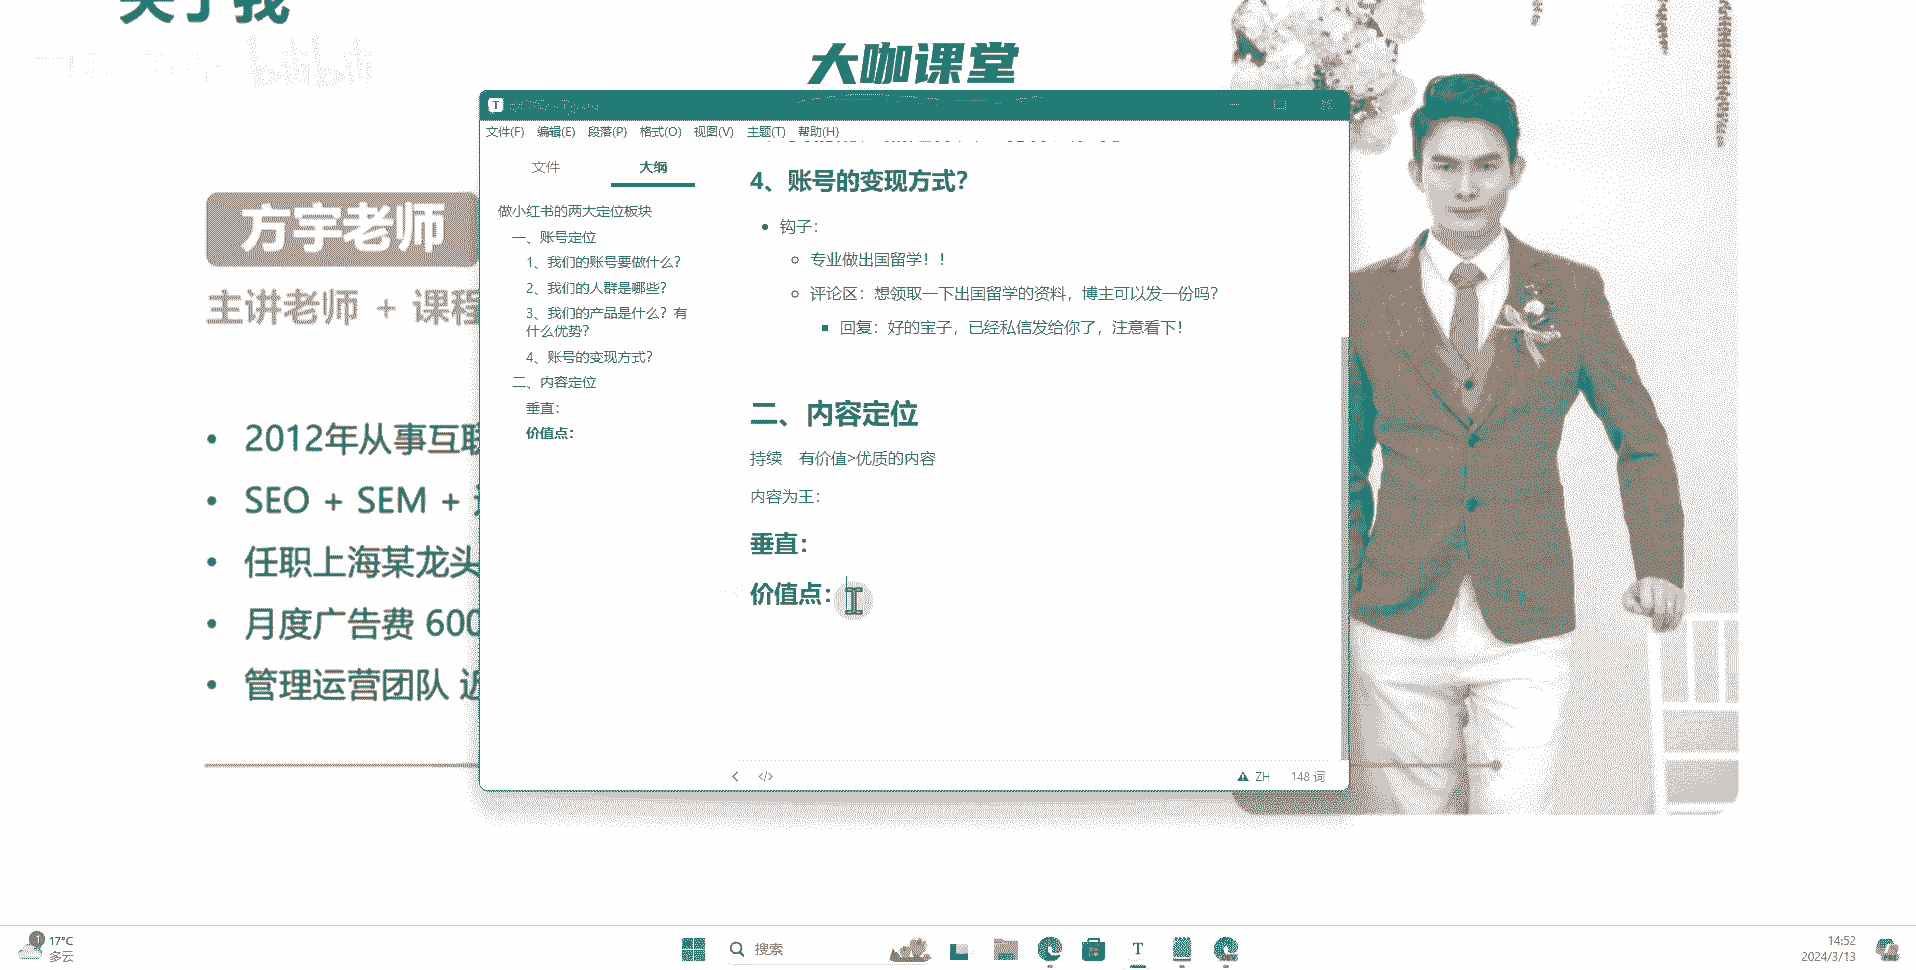 关于我
bilibili
大咖课堂
方宇老师
主讲老师 + 课程
2012年从事互联
SEO + SEM +
任职上海某龙头
月度广告费 600
管理运营团队 近
文件(F) 编辑(E) 段落(P) 格式(O) 视图(V) 主题(T) 帮助(H)
文件 大纲
做小红书的两大定位板块
一、账号定位
1、我们的账号要做什么？
2、我们的人群是哪些？
3、我们的产品是什么？有
什么优势？
4、账号的变现方式？
二、内容定位
垂直：
价值点：
4、账号的变现方式？
钩子：
专业做出国留学！！
评论区：想领取一下出国留学的资料，博主可以发一份吗？
回复：好的宝子，已经私信发给你了，注意看下！
二、内容定位
持续 有价值>优质的内容
内容为王：
垂直：
价值点：
</> ZH 148 词
1 17°C
多云
搜索
14:52
2024/3/13